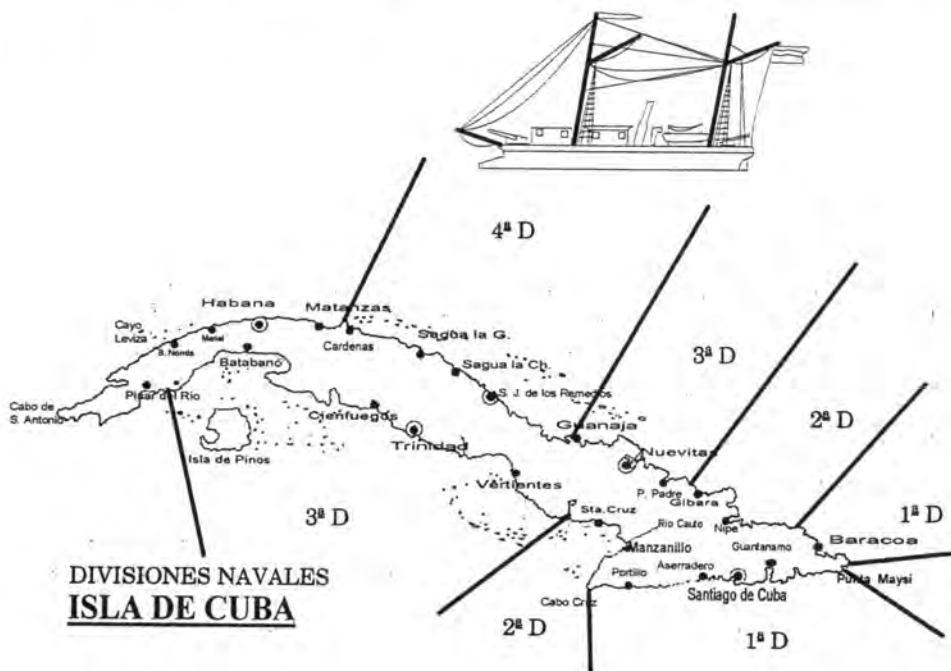 4ª D
Habana
Matanzas
Cayo
Leviza
B. Honda
Mariel
Cardenas
Sagua la G.
3ª D
Batabano
Sagua la Ch.
Pinar del Rio
S. J. de los Remedios
Cabo de
S. Antonio
Cienfuegos
Guanaja
2ª D
Isla de Pinos
Trinidad
Nuevitas
Vertientes
P. Padre
Gibara
3ª D
Sta. Cruz
Rio Cauto
Nipe
1ª D
Baracoa
Manzanillo
Guantanamo
DIVISIONES NAVALES
Portillo
Aserradero
Punta Maysi
ISLA DE CUBA
Cabo Cruz
Santiago de Cuba
2ª D
1ª D